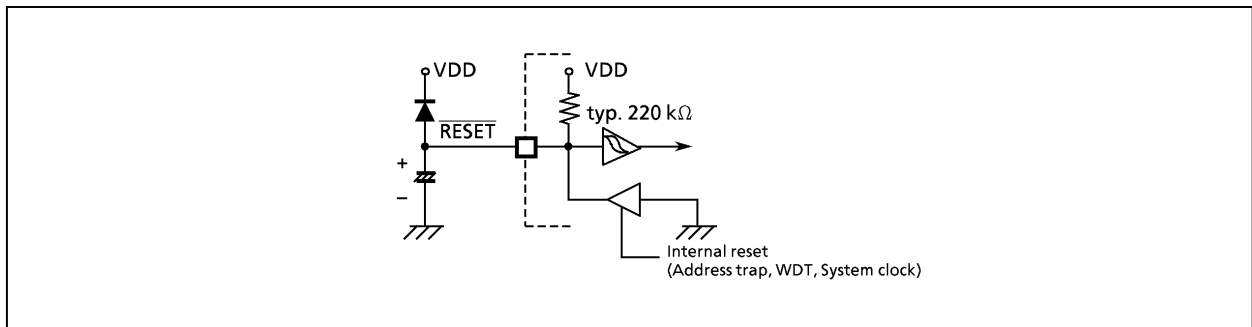 VDD
VDD
typ. 220 kΩ
RESET
+
−
Internal reset
(Address trap, WDT, System clock)